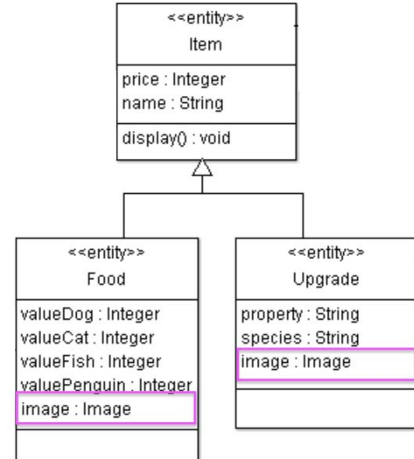 <<entity>>
Item
price : Integer
name : String
display() : void
<<entity>>
Food
valueDog : Integer
valueCat : Integer
valueFish : Integer
valuePenguin : Integer
image : Image
<<entity>>
Upgrade
property : String
species : String
image : Image